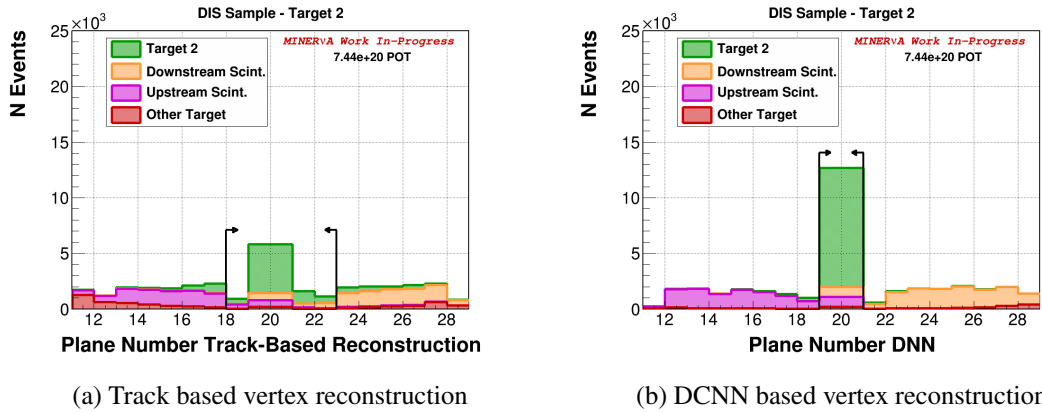 DIS Sample - Target 2
×10³
MINERνA Work In-Progress
7.44e+20 POT
Target 2
Downstream Scint.
Upstream Scint.
Other Target
N Events
25
20
15
10
5
0
12 14 16 18 20 22 24 26 28
Plane Number Track-Based Reconstruction
(a) Track based vertex reconstruction
DIS Sample - Target 2
×10³
MINERνA Work In-Progress
7.44e+20 POT
Target 2
Downstream Scint.
Upstream Scint.
Other Target
N Events
25
20
15
10
5
0
12 14 16 18 20 22 24 26 28
Plane Number DNN
(b) DCNN based vertex reconstruction